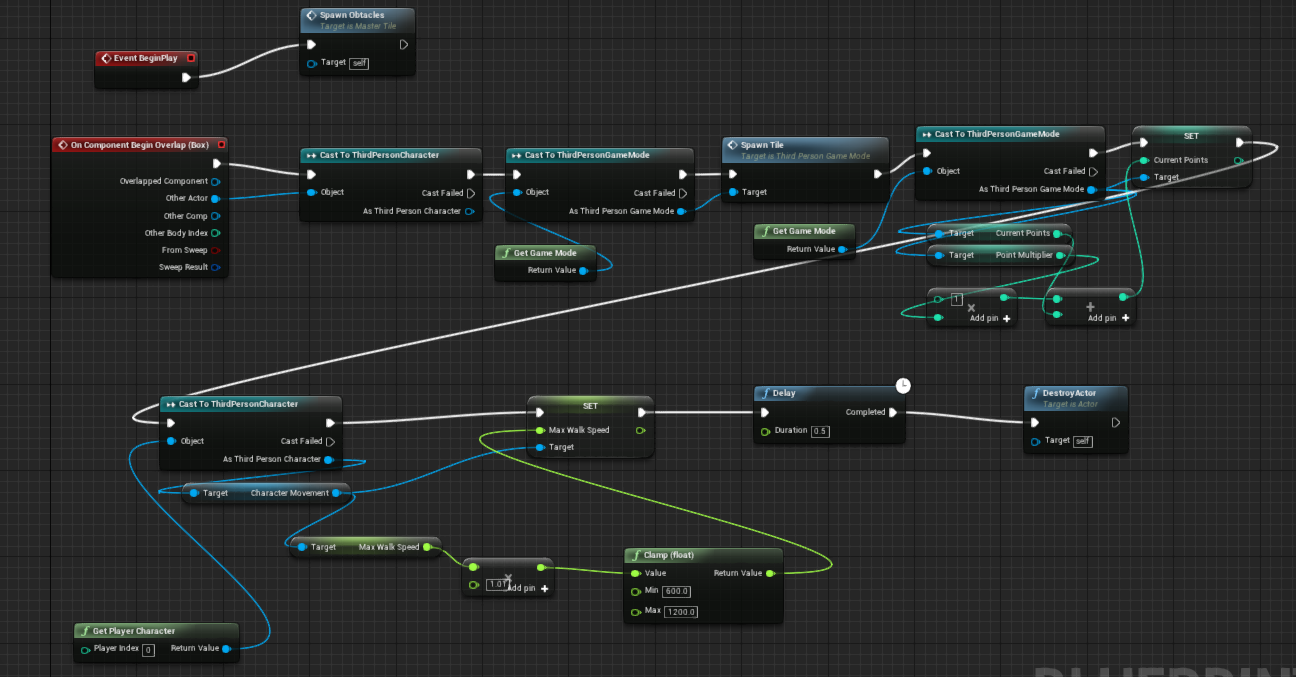 Spawn Obtacles
Target is Master Tile
Target self
Event BeginPlay
On Component Begin Overlap (Box)
Overlapped Component
Other Actor
Other Comp
Other Body Index
From Sweep
Sweep Result
Cast To ThirdPersonCharacter
Object
Cast Failed
As Third Person Character
Cast To ThirdPersonGameMode
Object
Cast Failed
As Third Person Game Mode
f Get Game Mode
Return Value
Spawn Tile
Target is Third Person Game Mode
Target
f Get Game Mode
Return Value
Cast To ThirdPersonGameMode
Object
Cast Failed
As Third Person Game Mode
SET
Current Points
Target
Target Current Points
Target Point Multiplier
1
Add pin +
+
Add pin +
Cast To ThirdPersonCharacter
Object
Cast Failed
As Third Person Character
Target Character Movement
SET
Max Walk Speed
Target
f Delay
Completed
Duration 0.5
f DestroyActor
Target is Actor
Target self
Target Max Walk Speed
Add pin +
f Clamp (float)
Value Return Value
Min 600.0
Max 1200.0
f Get Player Character
Player Index 0 Return Value